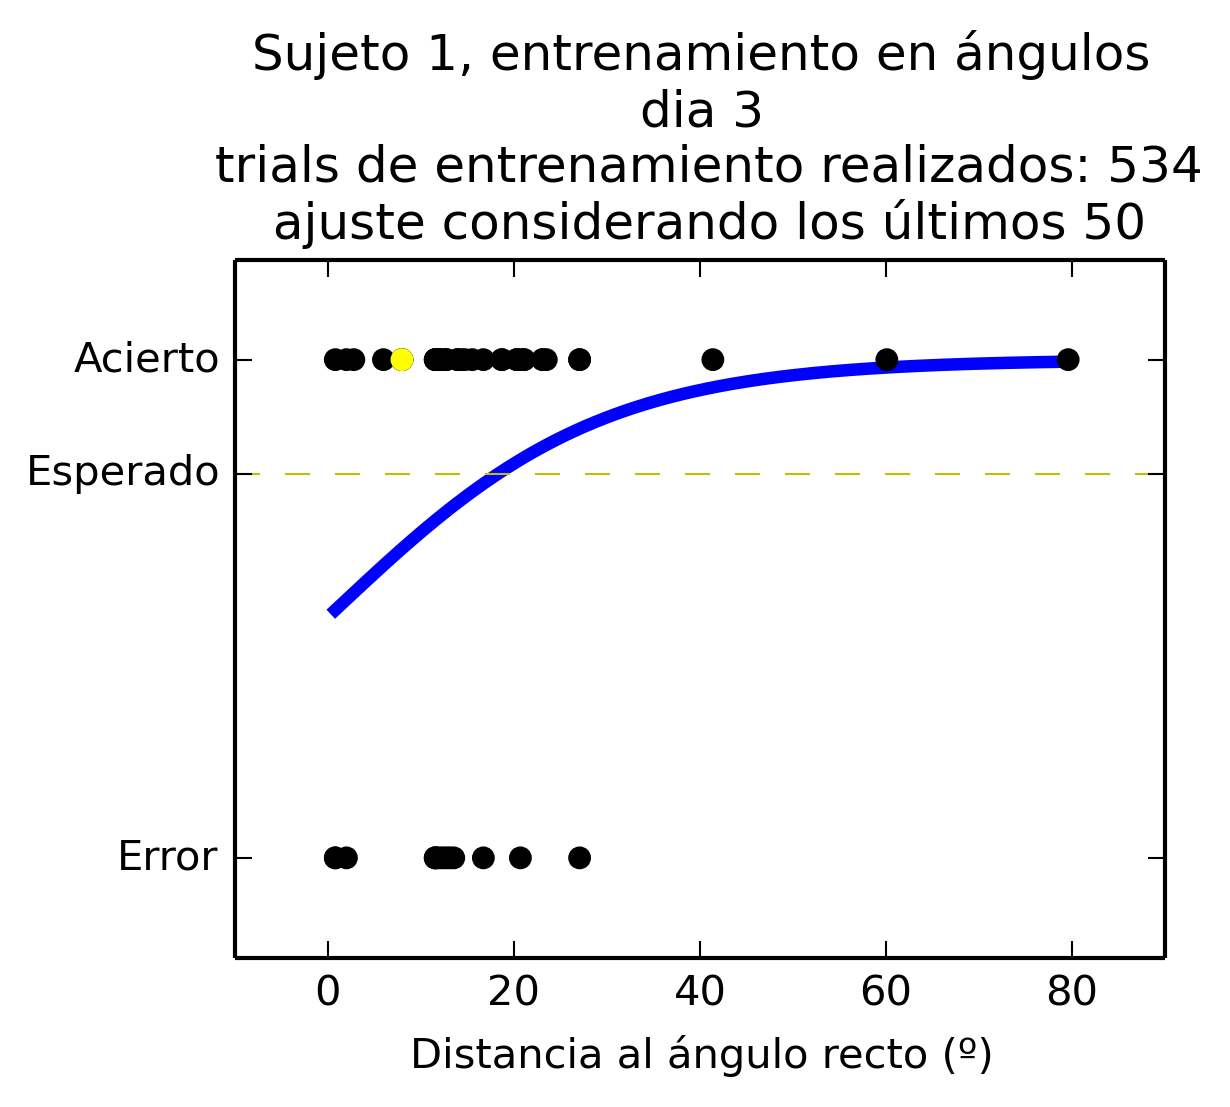 Sujeto 1, entrenamiento en ángulos
dia 3
trials de entrenamiento realizados: 534
ajuste considerando los últimos 50
Acierto
Esperado
Error
0 20 40 60 80
Distancia al ángulo recto (º)